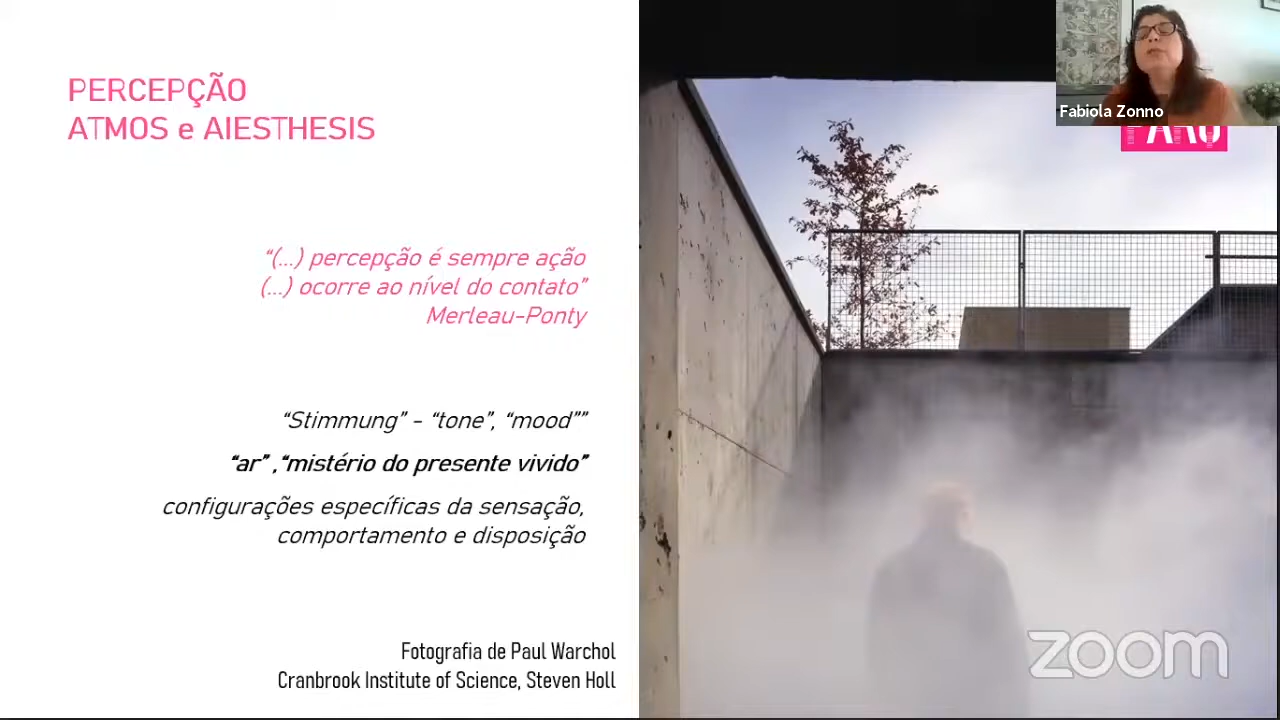 PERCEPÇÃO
ATMOS e AIESTHESIS
“(...) percepção é sempre ação
(...) ocorre ao nível do contato”
Merleau-Ponty
“Stimmung” - “tone”, “mood””
“ar” ,“mistério do presente vivido”
configurações específicas da sensação,
comportamento e disposição
Fotografia de Paul Warchol
Cranbrook Institute of Science, Steven Holl
Fabiola Zonno
zoom